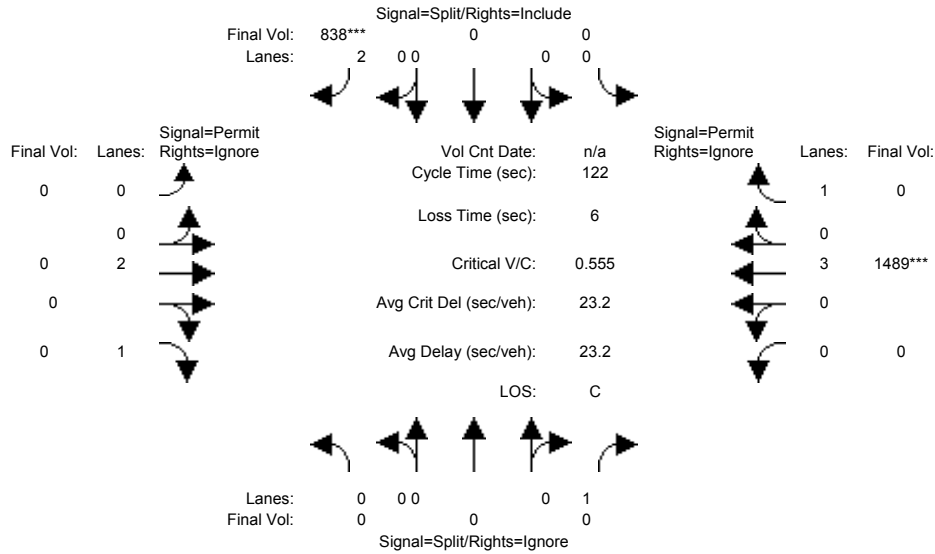 Signal=Split/Rights=Include
Final Vol: 838*** 0 0
Lanes: 2 0 0 0 0
Signal=Permit Signal=Permit
Final Vol: Lanes: Rights=Ignore Vol Cnt Date: n/a Rights=Ignore Lanes: Final Vol:
Cycle Time (sec): 122
0 0 1 0
Loss Time (sec): 6
0 0
0 2 Critical V/C: 0.555 3 1489***
0 Avg Crit Del (sec/veh): 23.2 0
0 1 Avg Delay (sec/veh): 23.2 0 0
LOS: C
Lanes: 0 0 0 0 1
Final Vol: 0 0 0
Signal=Split/Rights=Ignore